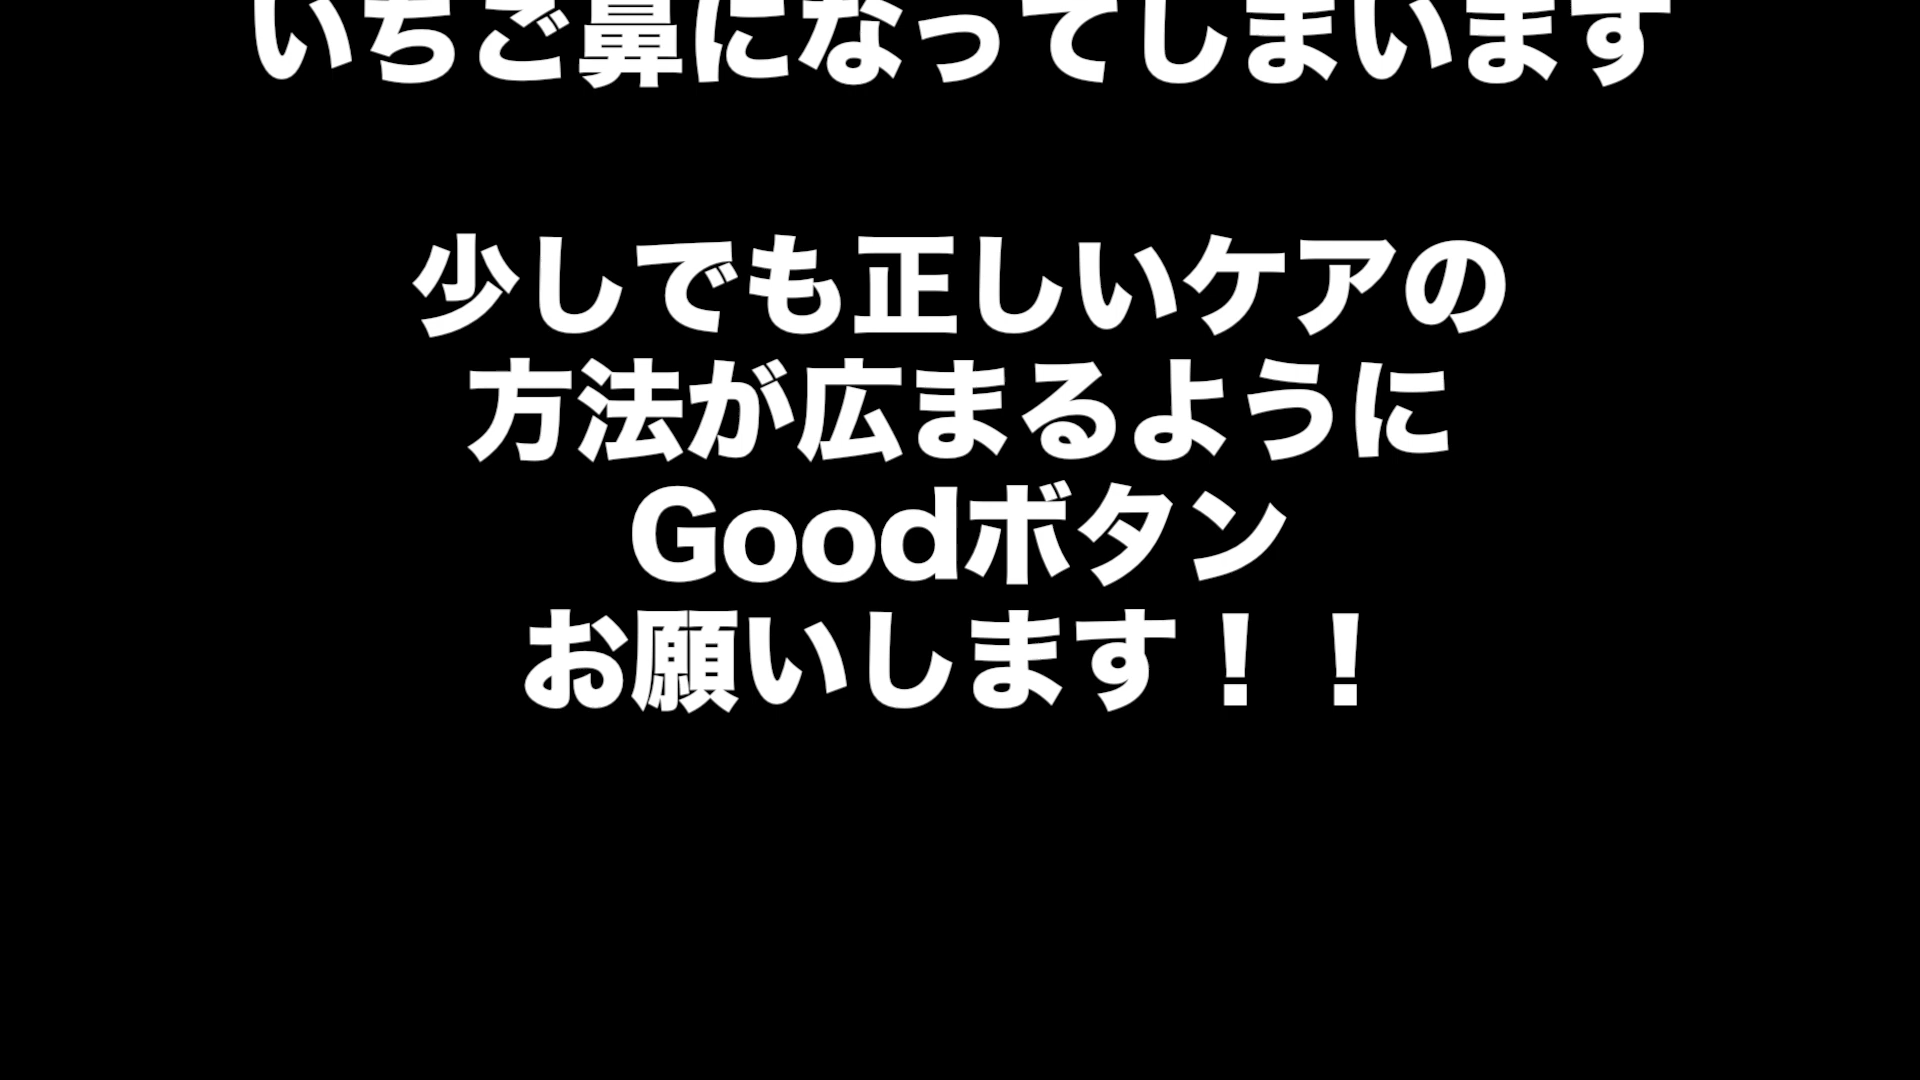 いちご鼻になってしまいます
少しでも正しいケアの
方法が広まるように
Goodボタン
お願いします！！